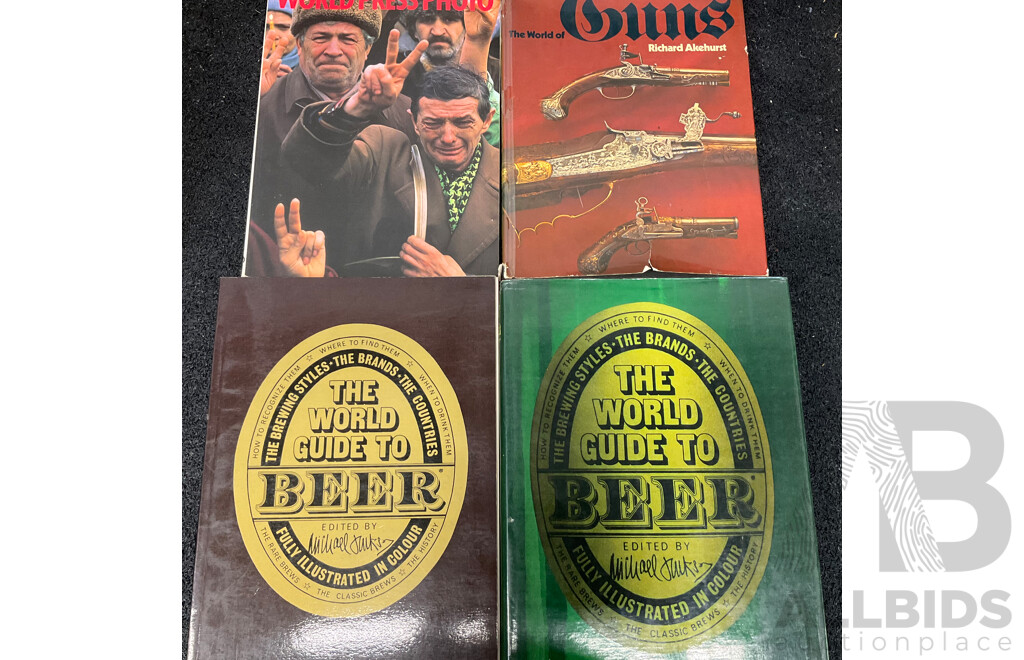 WORLD PRESS PHOTO
The World of Guns
Richard Akehurst
WHERE TO FIND THEM ☆ WHEN TO DRINK THEM
HOW TO RECOGNIZE THEM ☆
THE BREWING STYLES • THE BRANDS • THE COUNTRIES
THE
WORLD
GUIDE TO
BEER
EDITED BY
Michael Jackson
FULLY ILLUSTRATED IN COLOUR
THE RARE BREWS ☆ THE CLASSIC BREWS ☆ THE HISTORY
WHERE TO FIND THEM ☆ WHEN TO DRINK THEM
HOW TO RECOGNIZE THEM ☆
THE BREWING STYLES • THE BRANDS • THE COUNTRIES
THE
WORLD
GUIDE TO
BEER
EDITED BY
Michael Jackson
FULLY ILLUSTRATED IN COLOUR
THE RARE BREWS ☆ THE CLASSIC BREWS ☆ THE HISTORY
AB
ALLBIDS
auctionplace